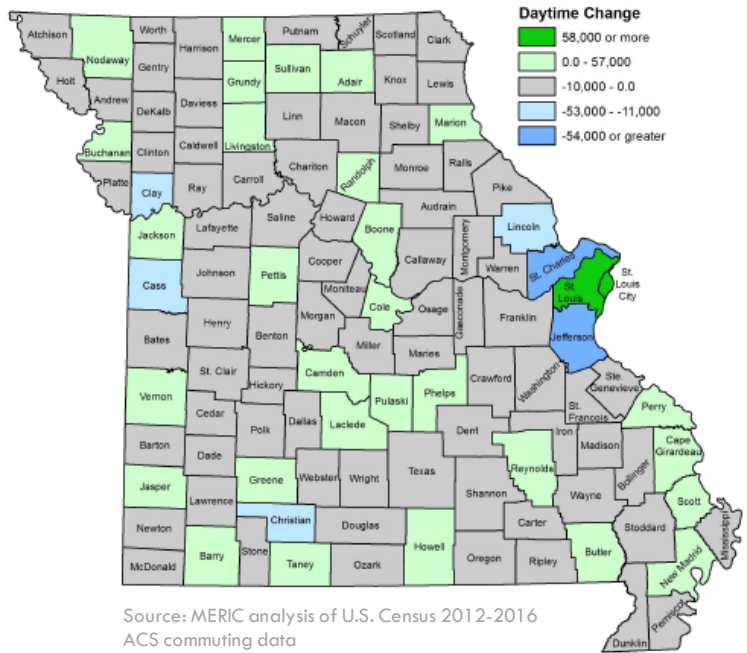 Daytime Change
58,000 or more
0.0 - 57,000
-10,000 - 0.0
-53,000 - -11,000
-54,000 or greater
Atchison
Nodaway
Worth
Harrison
Mercer
Putnam
Schuyler
Scotland
Clark
Holt
Gentry
Sullivan
Adair
Knox
Lewis
Andrew
DeKalb
Daviess
Grundy
Linn
Macon
Shelby
Marion
Buchanan
Clinton
Caldwell
Livingston
Chariton
Randolph
Monroe
Ralls
Pike
Platte
Clay
Ray
Carroll
Audrain
Jackson
Lafayette
Saline
Howard
Boone
Callaway
Montgomery
Lincoln
Warren
St. Charles
St.
Louis
St.
Louis
City
Cass
Johnson
Pettis
Cooper
Moniteau
Cole
Osage
Gasconade
Franklin
Jefferson
Bates
Henry
Benton
Morgan
Miller
Maries
Crawford
Washington
Ste.
Genevieve
St.
Francois
Perry
Vernon
St. Clair
Hickory
Camden
Pulaski
Phelps
Cedar
Polk
Dallas
Laclede
Dent
Iron
Madison
Bollinger
Cape
Girardeau
Barton
Dade
Greene
Webster
Wright
Texas
Shannon
Reynolds
Wayne
Scott
Jasper
Lawrence
Christian
Douglas
Carter
Stoddard
Mississippi
Newton
McDonald
Barry
Stone
Taney
Ozark
Howell
Oregon
Ripley
Butler
New Madrid
Dunklin
Pemiscot
Source: MERIC analysis of U.S. Census 2012-2016
ACS commuting data